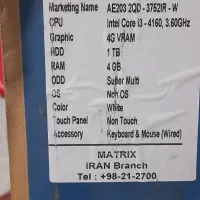 Marketing Name AE203 2QD - 3752IR - W
CPU Intel Core i3 - 4160, 3.60GHz
Graphic 4G VRAM
HDD 1 TB
RAM 4 GB
ODD Super Multi
OS Non OS
Color White
Touch Panel Non Touch
Accessory Keyboard & Mouse (Wired)
MATRIX
IRAN Branch
Tel : +98-21-2700